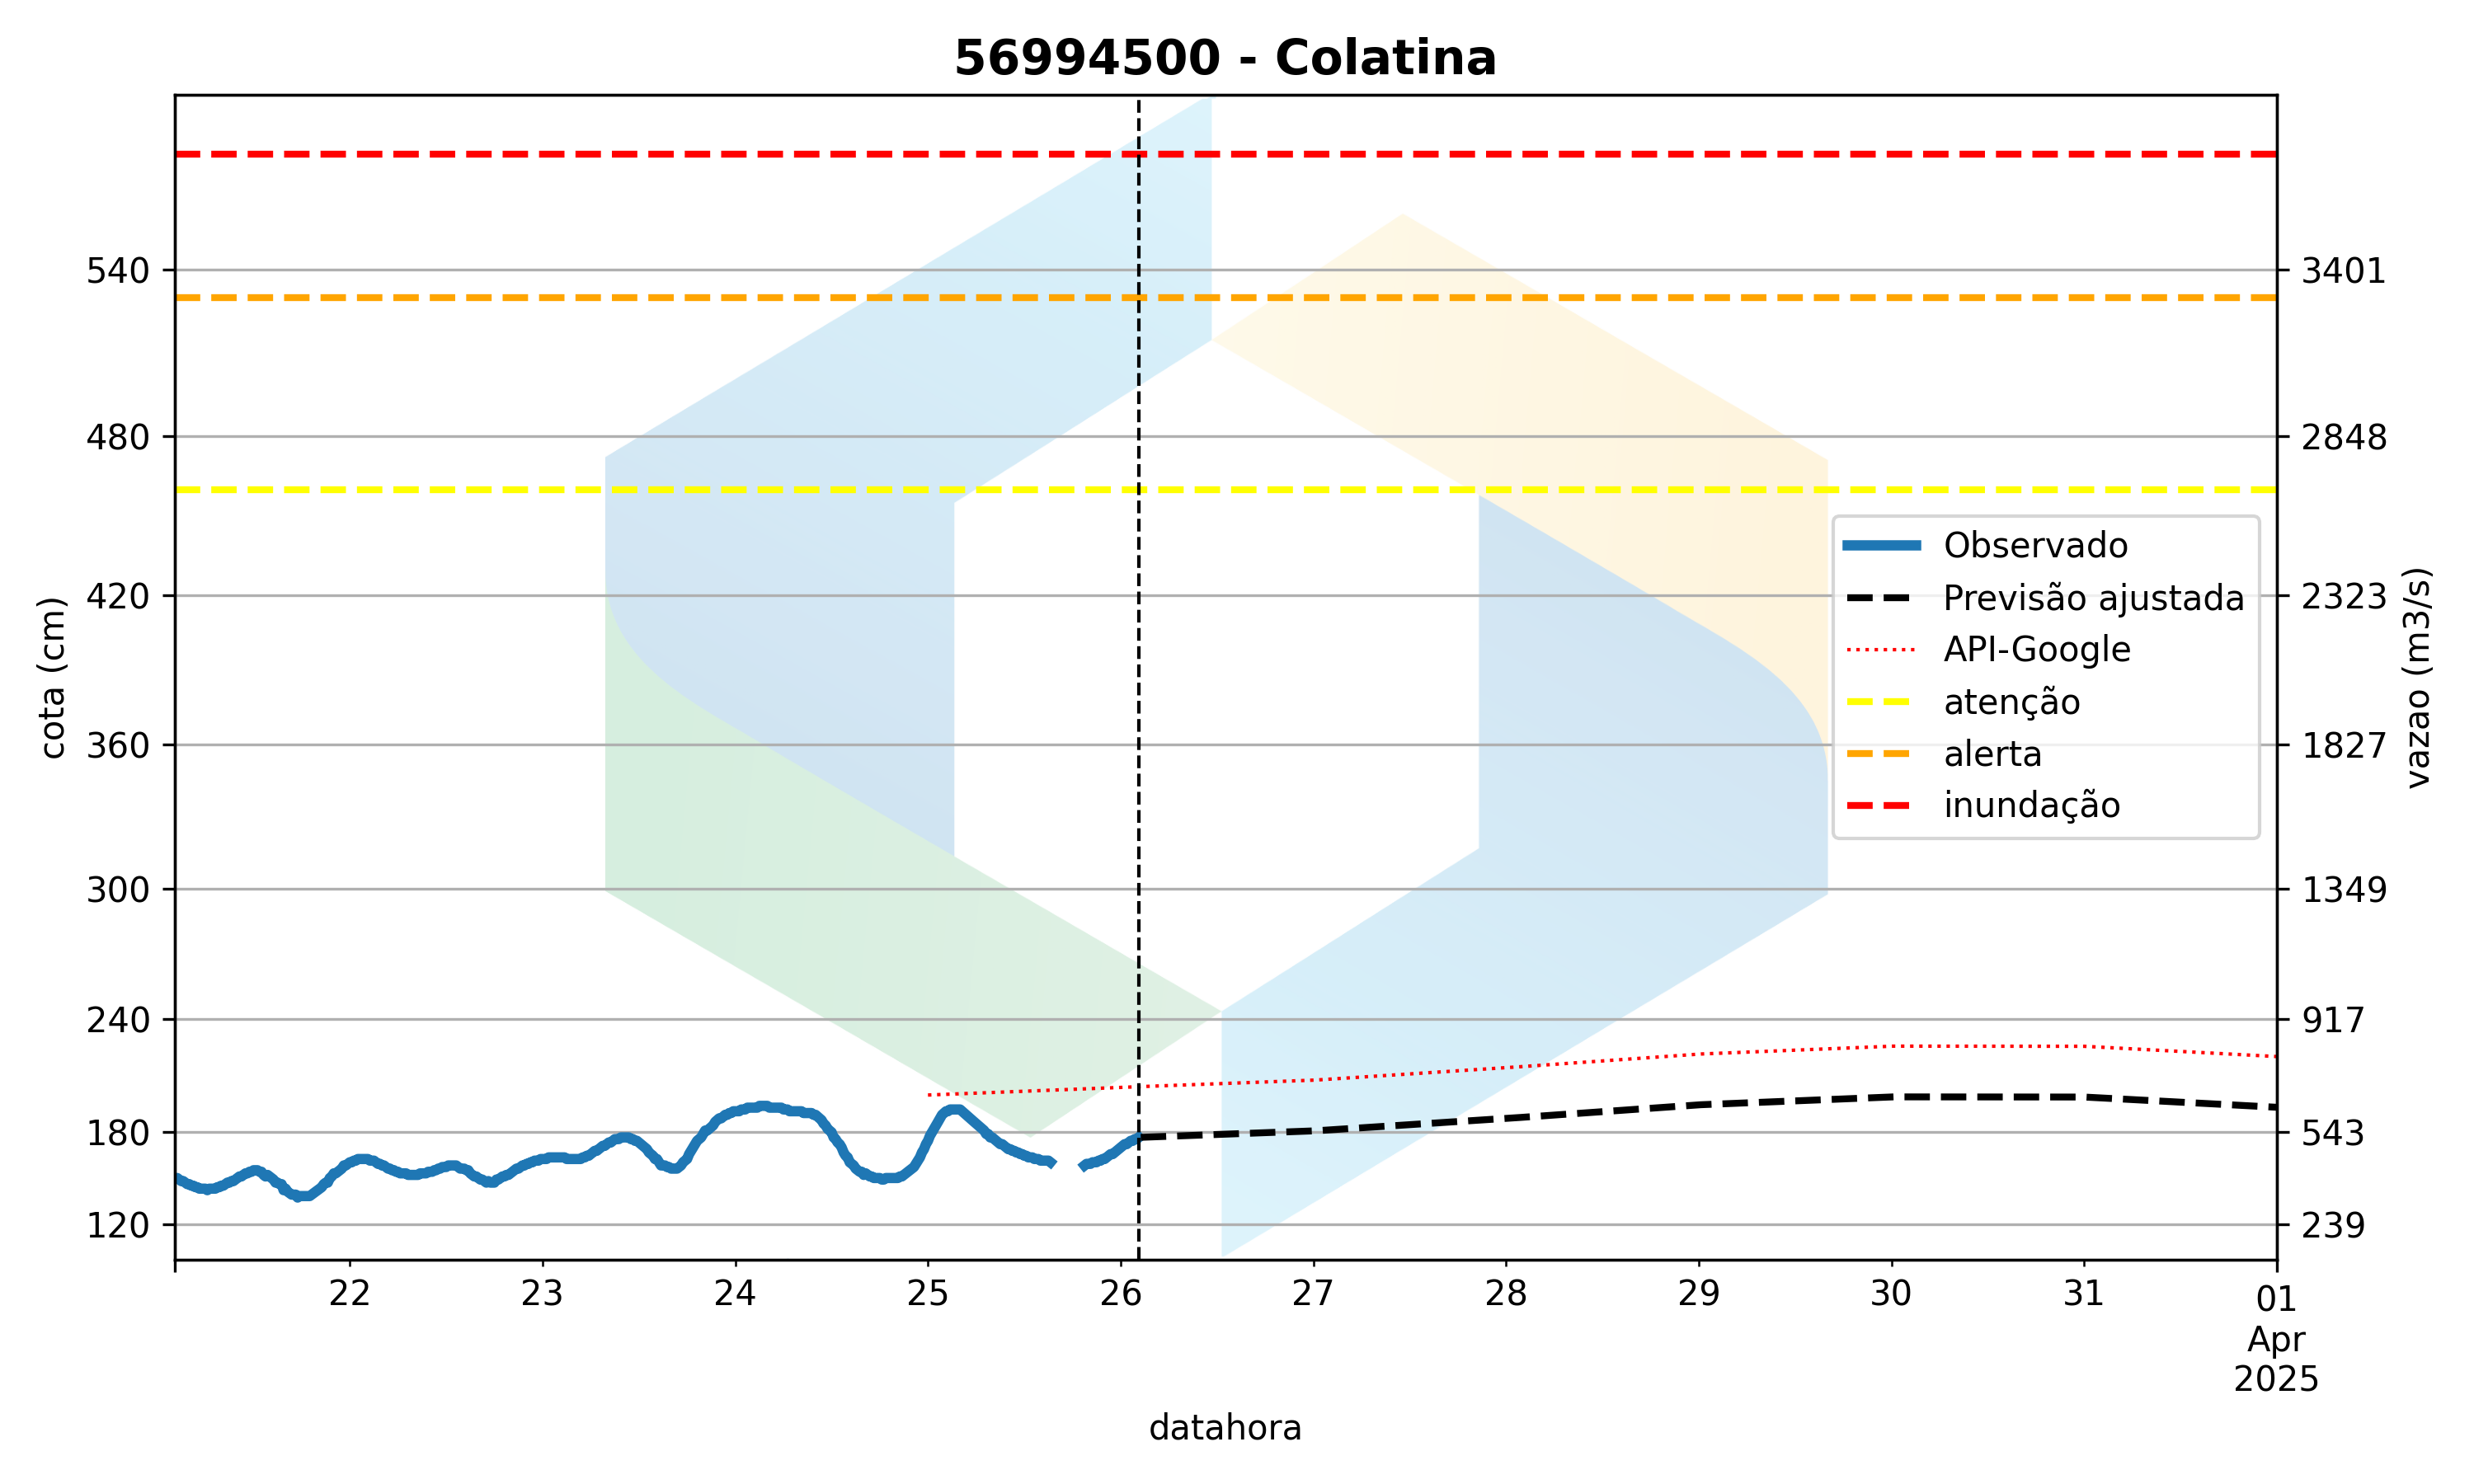 56994500 - Colatina
cota (cm)
540
480
420
360
300
240
180
120
3401
2848
2323
1827
1349
917
543
239
vazao (m3/s)
Observado
Previsão ajustada
API-Google
atenção
alerta
inundação
22 23 24 25 26 27 28 29 30 31 01
Apr
2025
datahora